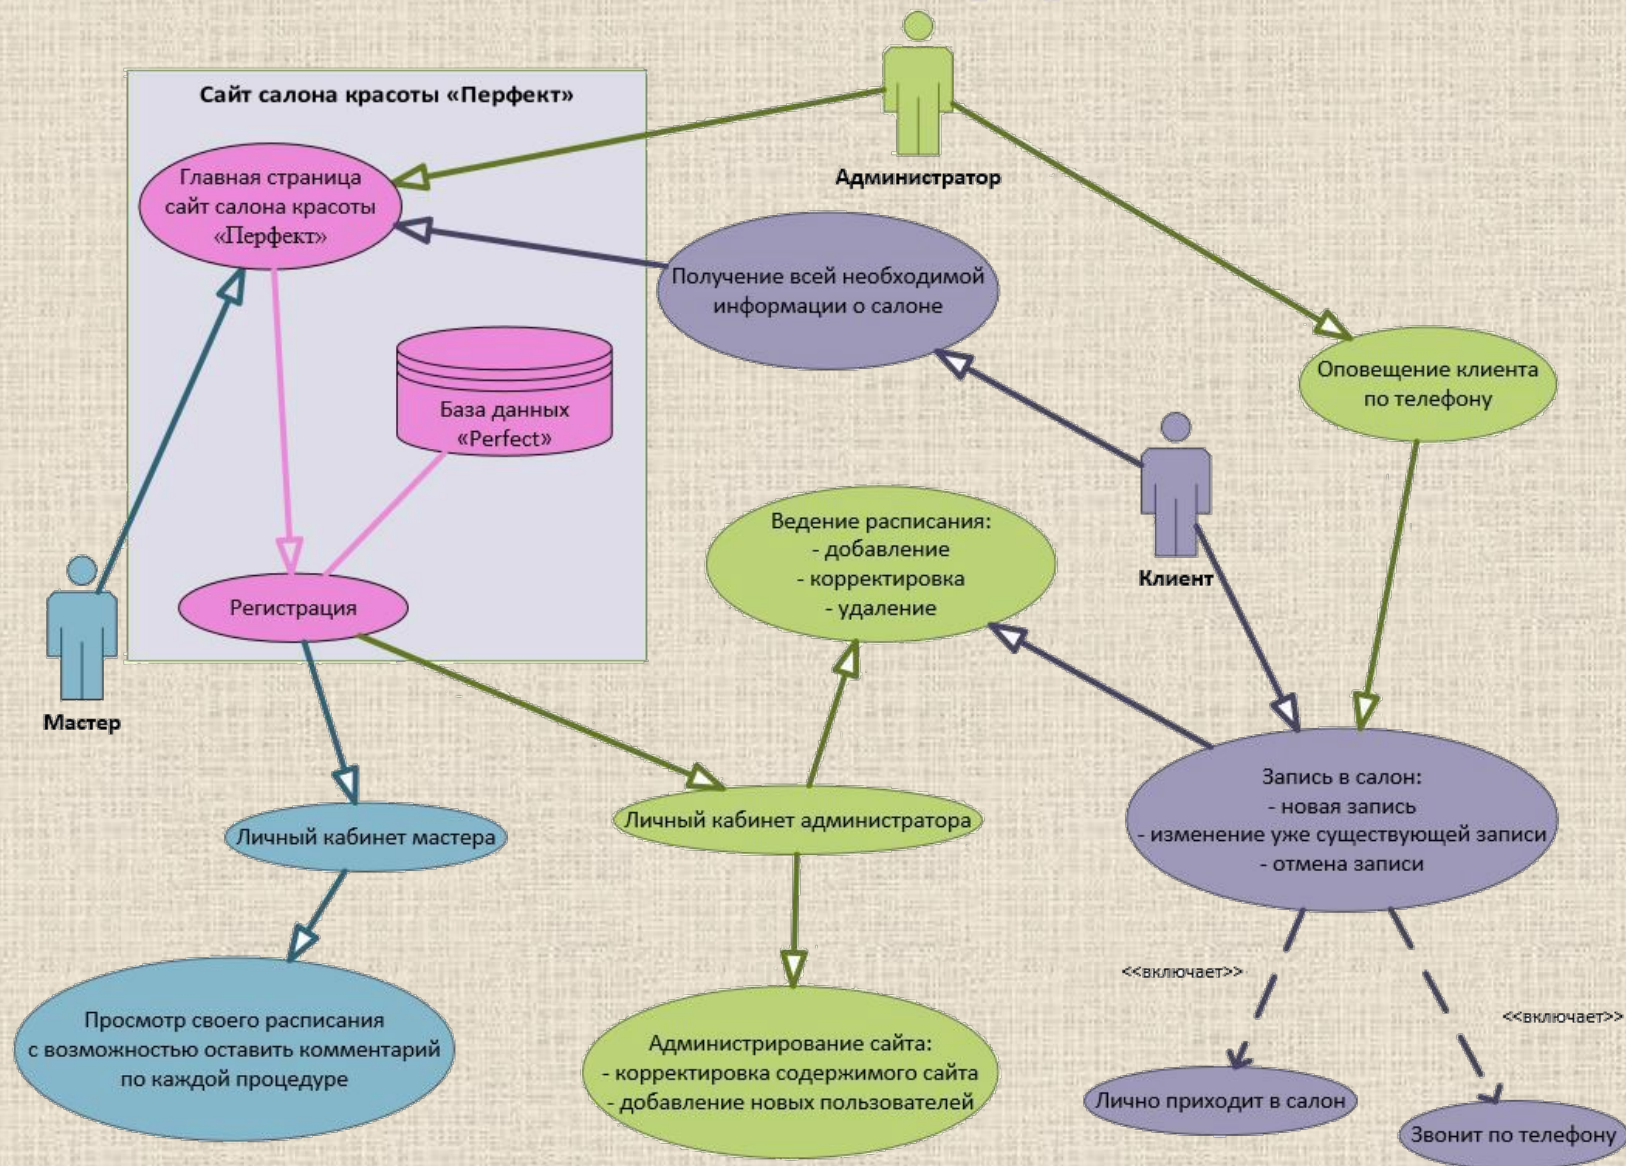 Сайт салона красоты «Перфект»
Главная страница
сайт салона красоты
«Перфект»
База данных
«Perfect»
Регистрация
Администратор
Получение всей необходимой
информации о салоне
Оповещение клиента
по телефону
Клиент
Ведение расписания:
- добавление
- корректировка
- удаление
Мастер
Личный кабинет мастера
Личный кабинет администратора
Запись в салон:
- новая запись
- изменение уже существующей записи
- отмена записи
<<включает>>
<<включает>>
Просмотр своего расписания
с возможностью оставить комментарий
по каждой процедуре
Администрирование сайта:
- корректировка содержимого сайта
- добавление новых пользователей
Лично приходит в салон
Звонит по телефону